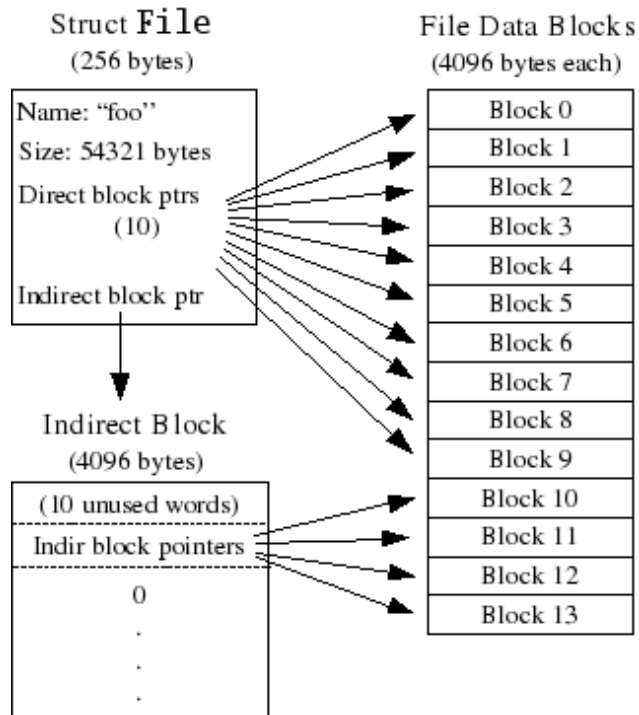 Struct File
(256 bytes)
Name: “foo”
Size: 54321 bytes
Direct block ptrs
(10)
Indirect block ptr
Indirect Block
(4096 bytes)
(10 unused words)
Indir block pointers
0
.
.
.
File Data Blocks
(4096 bytes each)
Block 0
Block 1
Block 2
Block 3
Block 4
Block 5
Block 6
Block 7
Block 8
Block 9
Block 10
Block 11
Block 12
Block 13